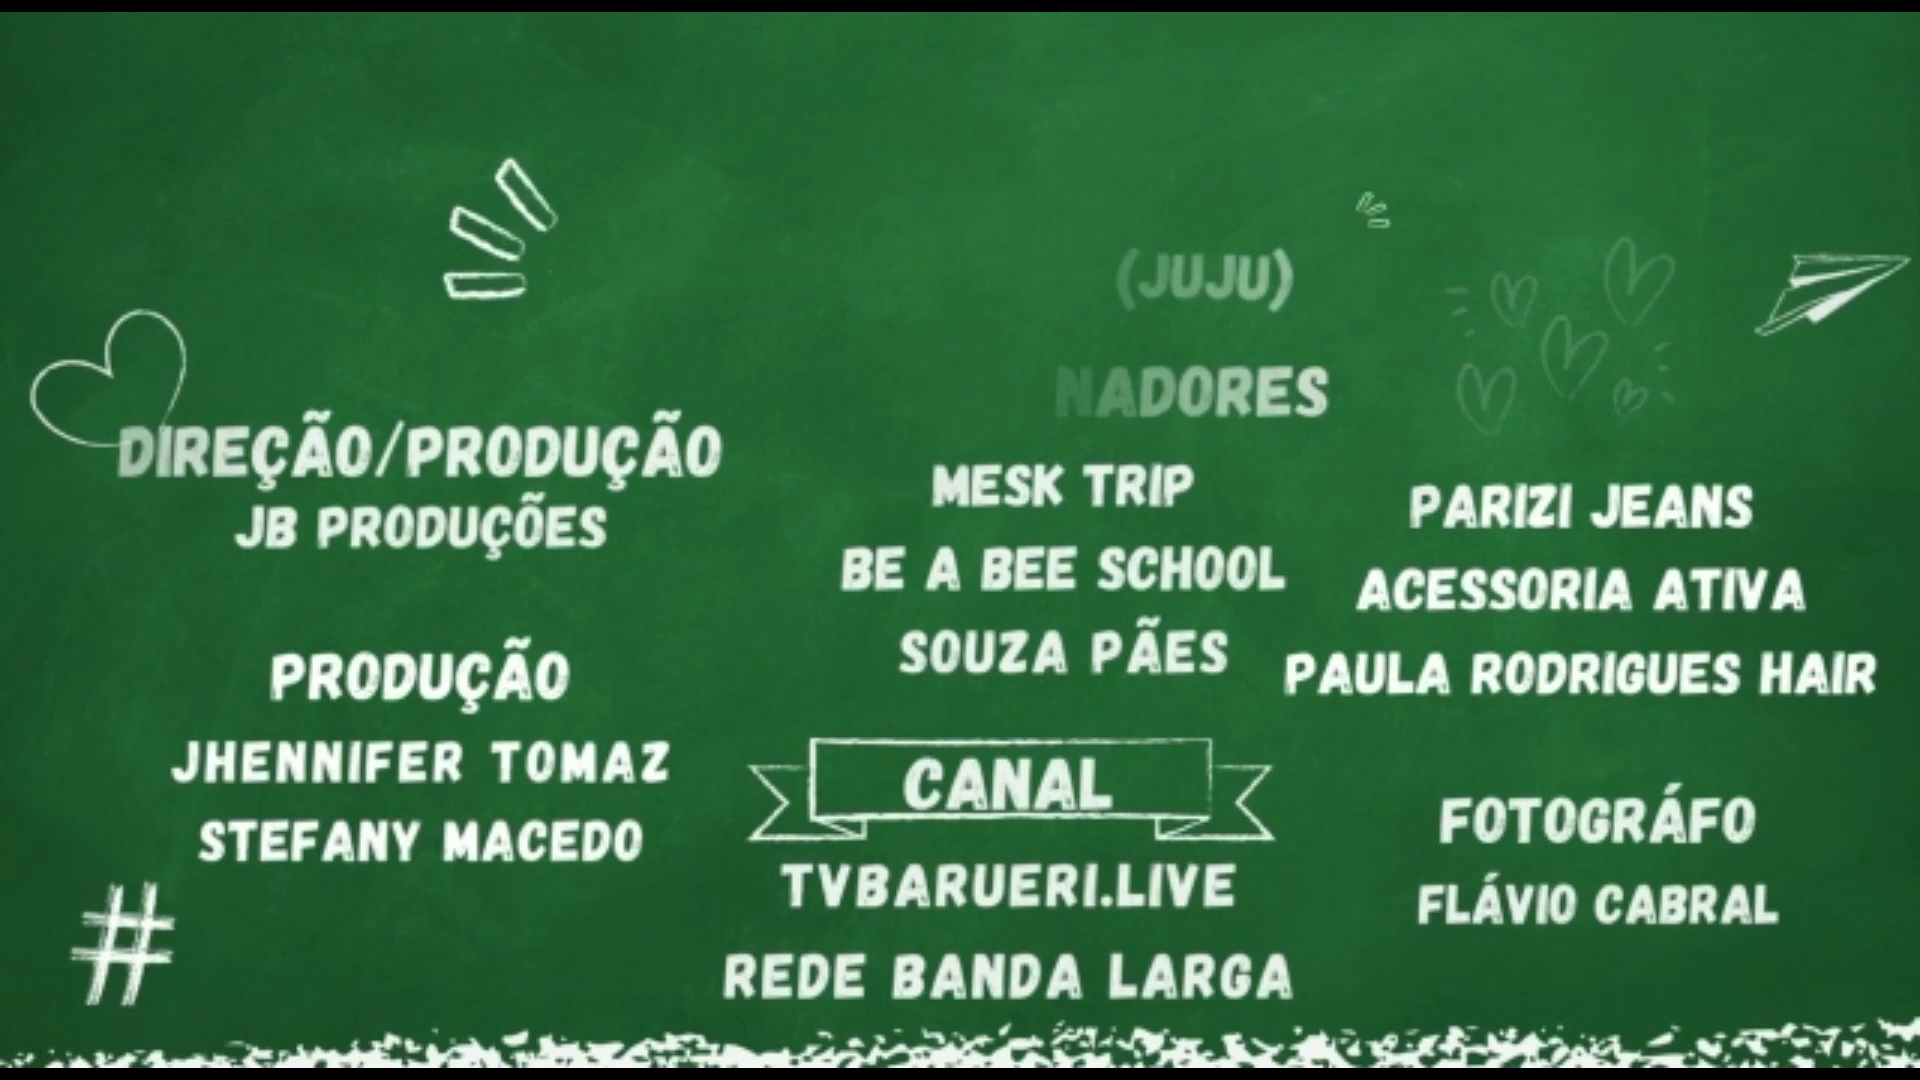 (JUJU)
NADORES
DIREÇÃO/PRODUÇÃO
JB PRODUÇÕES
PRODUÇÃO
JHENNIFER TOMAZ
STEFANY MACEDO
#
MESK TRIP
BE A BEE SCHOOL
SOUZA PÃES
PARIZI JEANS
ACESSORIA ATIVA
PAULA RODRIGUES HAIR
CANAL
TVBARUERI.LIVE
REDE BANDA LARGA
FOTOGRÁFO
FLÁVIO CABRAL